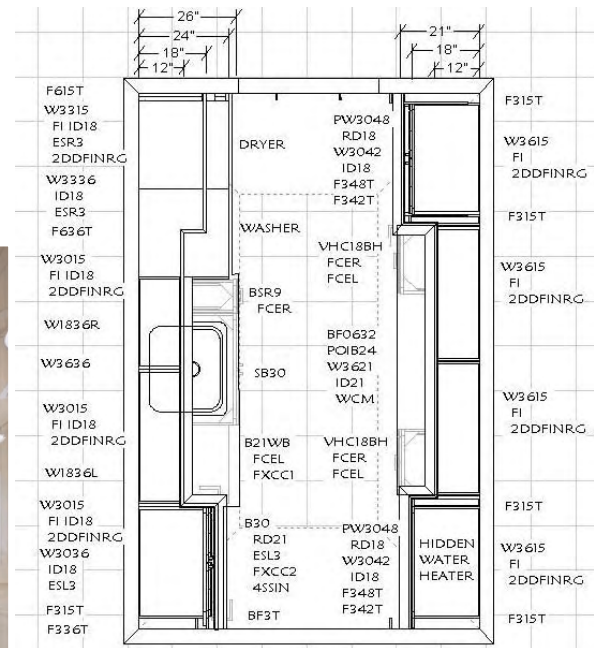 26"
24"
18"
12"
21"
18"
12"
F615T
W3315
FI ID18
ESR3
2DDFINRG
W3336
ID18
ESR3
F636T
W3015
FI ID18
2DDFINRG
W1836R
W3636
W3015
FI ID18
2DDFINRG
W1836L
W3015
FI ID18
2DDFINRG
W3036
ID18
ESL3
F315T
F336T
DRYER
WASHER
BSR9
FCER
SB30
B21WB
FCEL
FXCC1
B30
RD21
ESL3
FXCC2
4SSIN
BF3T
PW3048
RD18
W3042
ID18
F348T
F342T
VHC18BH
FCER
FCEL
BF0632
POIB24
W3621
ID21
WCM
VHC18BH
FCER
FCEL
PW3048
RD18
W3042
ID18
F348T
F342T
HIDDEN
WATER
HEATER
F315T
W3615
FI
2DDFINRG
F315T
W3615
FI
2DDFINRG
W3615
FI
2DDFINRG
F315T
W3615
FI
2DDFINRG
F315T